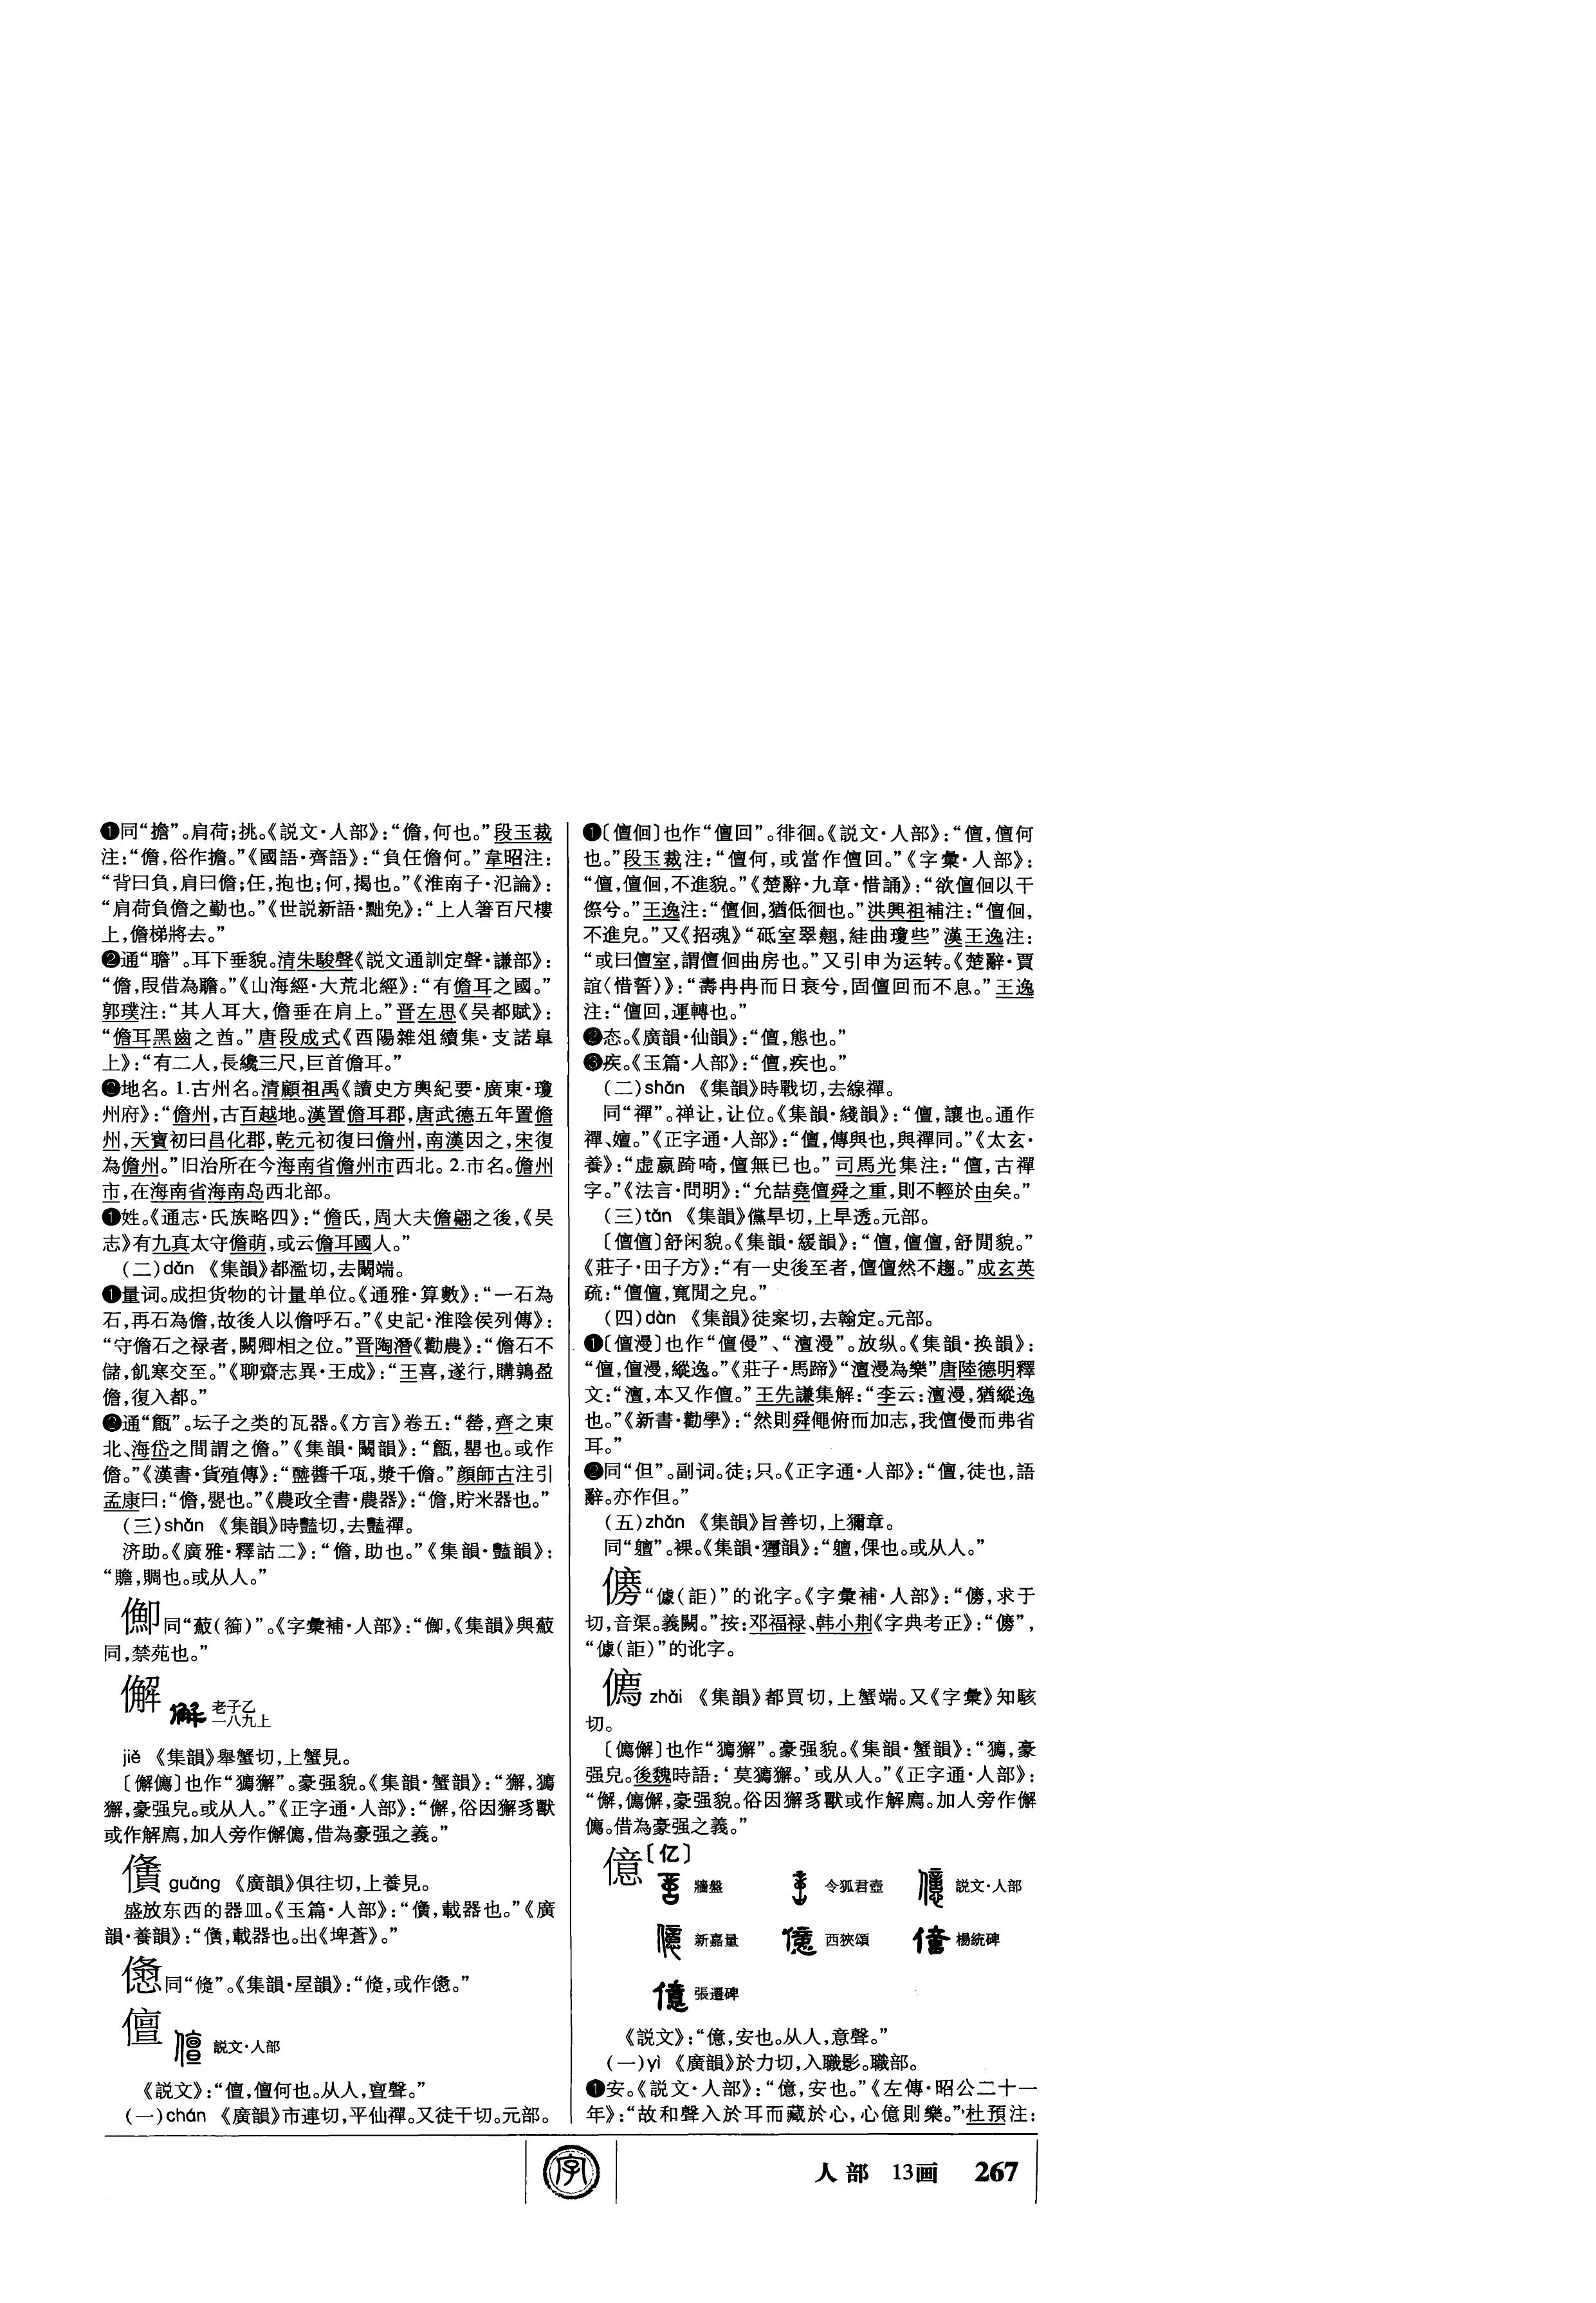 ❶同“擔”。肩荷;挑。《説文·人部》:“儋,何也。”段玉裁
注:“儋,俗作擔。”《國語·齊語》:“負任儋何。”韋昭注:
“背曰負,肩曰儋;任,抱也;何,揭也。”《淮南子·氾論》:
“肩荷負儋之勤也。”《世説新語·黜免》:“上人箸百尺樓
上,儋梯將去。”
❷通“聸”。耳下垂貌。清朱駿聲《説文通訓定聲·謙部》:
“儋,叚借為聸。”《山海經·大荒北經》:“有儋耳之國。”
郭璞注:“其人耳大,儋垂在肩上。”晋左思《吴都賦》:
“儋耳黑齒之酋。”唐段成式《酉陽雜俎續集·支諾皋
上》:“有二人,長纔三尺,巨首儋耳。”
❸地名。1.古州名。清顧祖禹《讀史方輿紀要·廣東·瓊
州府》:“儋州,古百越地。漢置儋耳郡,唐武德五年置儋
州,天寶初曰昌化郡,乾元初復曰儋州,南漢因之,宋復
為儋州。”旧治所在今海南省儋州市西北。2.市名。儋州
市,在海南省海南岛西北部。
❹姓。《通志·氏族略四》:“儋氏,周大夫儋翩之後,《吴
志》有九真太守儋萌,或云儋耳國人。”
(二)dàn 《集韻》都濫切,去闞端。
❶量词。成担货物的计量单位。《通雅·算數》:“一石為
石,再石為儋,故後人以儋呼石。”《史記·淮陰侯列傳》:
“守儋石之禄者,闕卿相之位。”晋陶潛《勸農》:“儋石不
儲,飢寒交至。”《聊齋志異·王成》:“王喜,遂行,購鶉盈
儋,復入都。”
❷通“甔”。坛子之类的瓦器。《方言》卷五:“罃,齊之東
北、海岱之間謂之儋。”《集韻·闞韻》:“甔,罌也。或作
儋。”《漢書·貨殖傳》:“醯醬千瓨,漿千儋。”顔師古注引
孟康曰:“儋,甖也。”《農政全書·農器》:“儋,貯米器也。”
(三)shàn 《集韻》時豔切,去豔禪。
济助。《廣雅·釋詁二》:“儋,助也。”《集韻·豔韻》:
“贍,賙也。或从人。”
同“䉷(篽)”。《字彙補·人部》:“
同,禁苑也。”
䲒 老子乙
一八九上
jiě 《集韻》舉蟹切,上蟹見。
〔㒠㒋〕也作“獬”。豪强貌。《集韻·蟹韻》:“獬,
獬,豪强皃。或从人。”《正字通·人部》:“
或作解廌,加人旁作,借為豪强之義。”
guǎng 《廣韻》俱往切,上養見。
盛放东西的器皿。《玉篇·人部》:“,載器也。”《廣
韻·養韻》:“,載器也。出《埤蒼》。”
同“倏”。《集韻·屋韻》:“倏,或作。”
儃 説文·人部
《説文》:“儃,儃何也。从人,亶聲。”
(一)chán 《廣韻》市連切,平仙禪。又徒干切。元部。
❶〔儃佪〕也作“儃回”。徘徊。《説文·人部》:“儃,儃何
也。”段玉裁注:“儃何,或當作儃回。”《字彙·人部》:
“儃,儃佪,不進貌。”《楚辭·九章·惜誦》:“欲儃佪以干
傺兮。”王逸注:“儃佪,猶低徊也。”洪興祖補注:“儃佪,
不進皃。”又《招魂》“砥室翠翹,絓曲瓊些”漢王逸注:
“或曰儃室,謂儃佪曲房也。”又引申为运转。《楚辭·賈
誼〈惜誓〉》:“壽冉冉而日衰兮,固儃回而不息。”王逸
注:“儃回,運轉也。”
❷态。《廣韻·仙韻》:“儃,態也。”
❸疾。《玉篇·人部》:“儃,疾也。”
(二)shàn 《集韻》時戰切,去線禪。
同“禪”。禅让,让位。《集韻·綫韻》:“儃,讓也。通作
禪、嬗。”《正字通·人部》:“儃,傳與也,與禪同。”《太玄·
養》:“虚嬴踦䠷,儃無已也。”司馬光集注:“儃,古禪
字。”《法言·問明》:“允喆堯儃舜之重,則不輕於由矣。”
(三)tǎn 《集韻》儻旱切,上旱透。元部。
〔儃儃〕舒闲貌。《集韻·緩韻》:“儃,儃儃,舒閒貌。”
《莊子·田子方》:“有一史後至者,儃儃然不趨。”成玄英
疏:“儃儃,寬閒之皃。”
(四)dàn 《集韻》徒案切,去翰定。元部。
❶〔儃漫〕也作“儃僈”、“澶漫”。放纵。《集韻·换韻》:
“儃,儃漫,縱逸。”《莊子·馬蹄》“澶漫為樂”唐陸德明釋
文:“澶,本又作儃。”王先謙集解:“李云:澶漫,猶縱逸
也。”《新書·勸學》:“然則舜僶俯而加志,我儃僈而弗省
耳。”
❷同“但”。副词。徒;只。《正字通·人部》:“儃,徒也,語
辭。亦作但。”
(五)zhǎn 《集韻》旨善切,上獮章。
同“皽”。裸。《集韻·獮韻》:“,倮也。或从人。”
“懅(詎)”的讹字。《字彙補·人部》:“,求于
切,音渠。義闕。”按:邓福禄、韩小荆《字典考正》:“”,
“(詎)”的讹字。
㒋 zhǎi 《集韻》都買切,上蟹端。又《字彙》知駭
切。
〔㒋〕也作“獬”。豪强貌。《集韻·蟹韻》:“,豪
强皃。後魏時語:‘莫獬。’或从人。”《正字通·人部》:
“,豪强貌。俗因獬豸獸或作解廌。加人旁作
。借為豪强之義。”
億〔亿〕
牆盤 令狐君壺 説文·人部
新嘉量 西狹頌 楊統碑
張遷碑
《説文》:“億,安也。从人,意聲。”
(一)yì 《廣韻》於力切,入職影。職部。
❶安。《説文·人部》:“億,安也。”《左傳·昭公二十一
年》:“故和聲入於耳而藏於心,心億則樂。”杜預注:
字
人部 13画 267